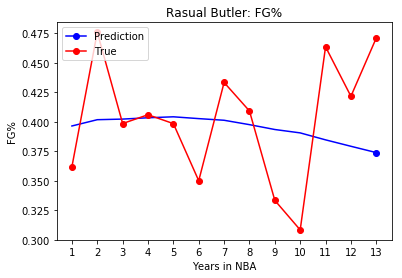 Rasual Butler: FG%
Prediction
True
0.475
0.450
0.425
0.400
0.375
0.350
0.325
0.300
FG%
1 2 3 4 5 6 7 8 9 10 11 12 13
Years in NBA